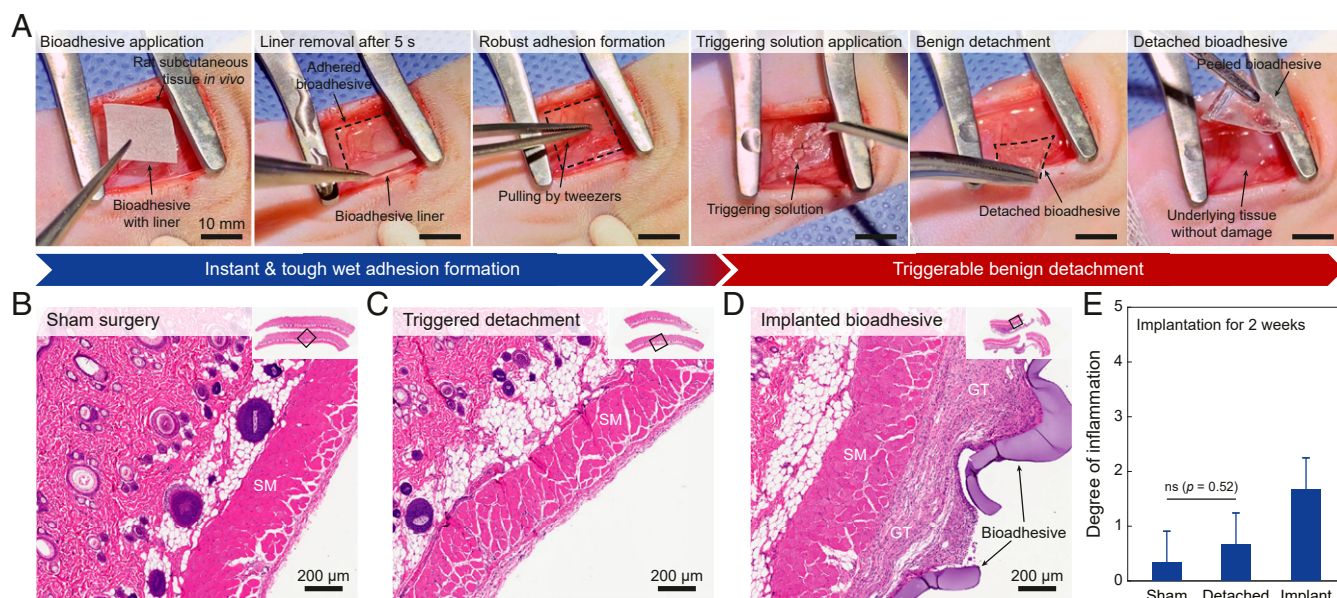 A
Bioadhesive application
Rat subcutaneous
tissue in vivo
Bioadhesive
with liner
10 mm
Liner removal after 5 s
Adhered
bioadhesive
Bioadhesive liner
Robust adhesion formation
Pulling by tweezers
Triggering solution application
Triggering solution
Benign detachment
Detached bioadhesive
Detached bioadhesive
Peeled bioadhesive
Underlying tissue
without damage
Instant & tough wet adhesion formation
Triggerable benign detachment
B
Sham surgery
SM
200 µm
C
Triggered detachment
SM
200 µm
D
Implanted bioadhesive
GT
SM
GT
Bioadhesive
200 µm
E
Implantation for 2 weeks
Degree of inflammation
5
4
3
2
1
0
ns (p = 0.52)
Sham Detached Implant